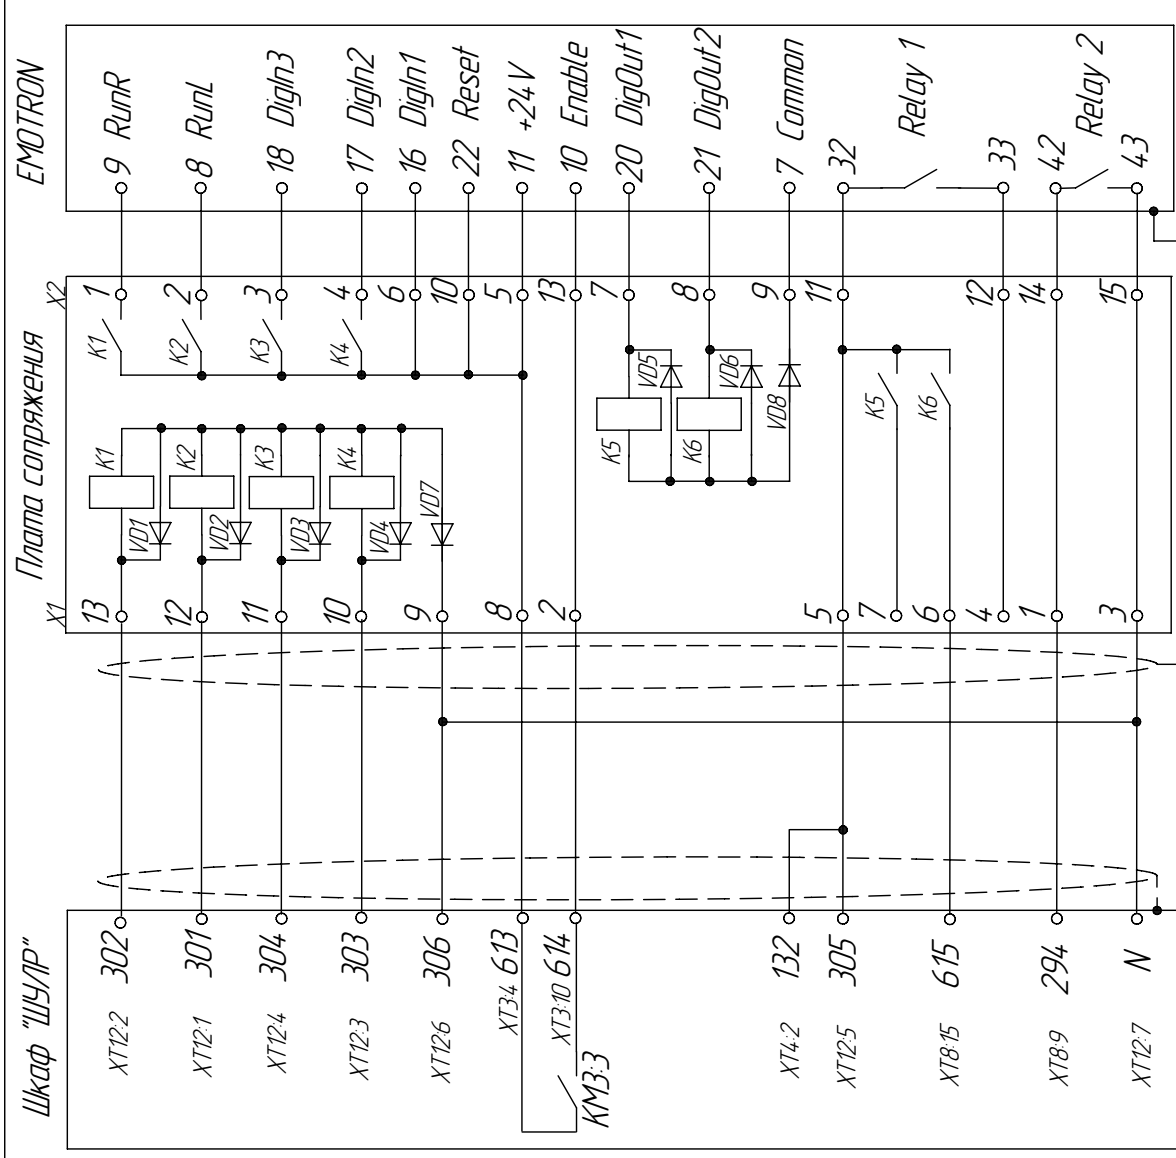 EMOTRON
9 RunR
8 RunL
18 DigIn3
17 DigIn2
16 DigIn1
22 Reset
11 +24V
10 Enable
20 DigOut1
21 DigOut2
7 Common
32
Relay 1
33
42
Relay 2
43
Плата сопряжения
X2
1
2
3
4
6
10
5
13
7
8
9
11
12
14
15
K1
K2
K3
K4
VD5
VD6
VD8
K5
K6
K5
K6
K1
K2
K3
K4
VD1
VD2
VD3
VD4
VD7
X1
13
12
11
10
9
8
2
5
7
6
4
1
3
Шкаф "ШУЛР"
302
301
304
303
306
XT3:4 613
XT3:10 614
132
305
615
294
N
XT12:2
XT12:1
XT12:4
XT12:3
XT12:6
KM3:3
XT4:2
XT12:5
XT8:15
XT8:9
XT12:7